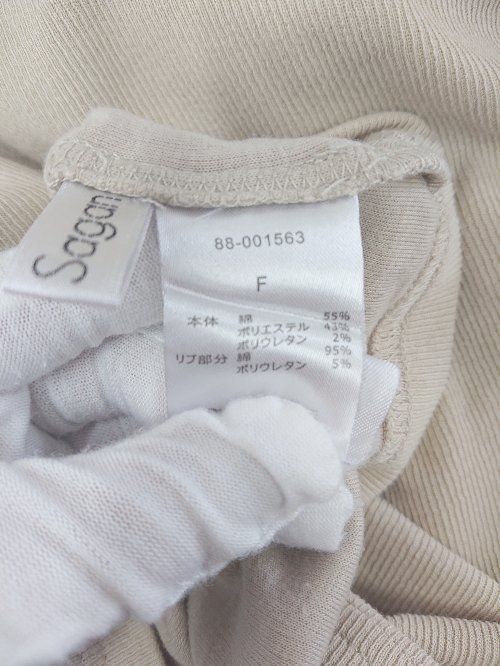 Sagan
88-001563
F
本体 綿 55%
ポリエステル 43%
ポリウレタン 2%
リブ部分 綿 95%
ポリウレタン 5%